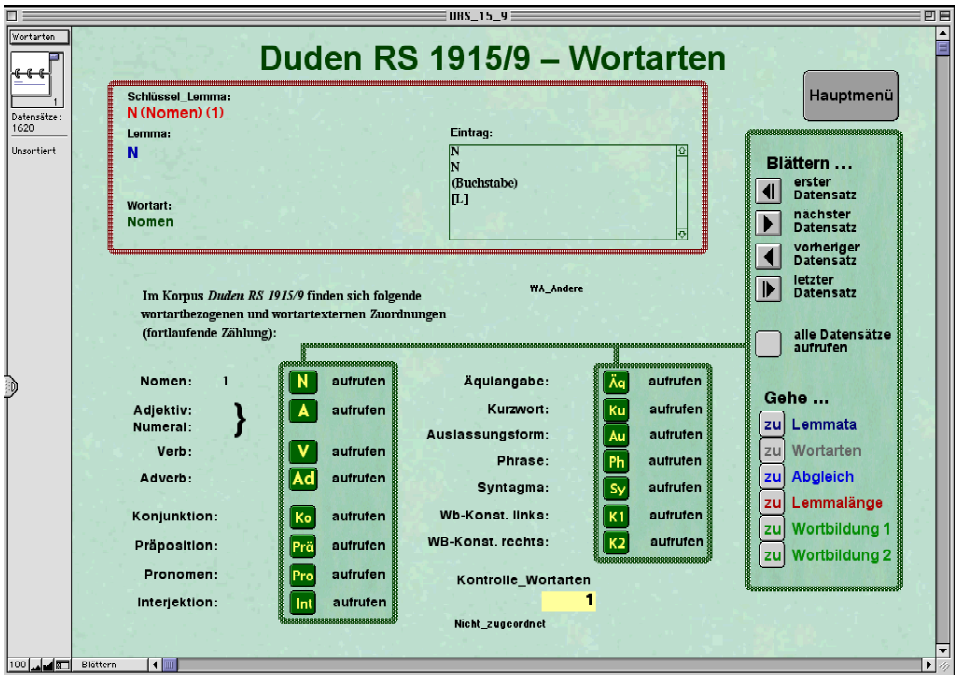 DRS_15_9
Wortarten
1
Datensätze:
1620
Unsortiert
Duden RS 1915/9 – Wortarten
Hauptmenü
Schlüssel_Lemma:
N (Nomen) (1)
Lemma:
N
Wortart:
Nomen
Eintrag:
N
N
(Buchstabe)
[L]
Blättern ...
erster
Datensatz
nächster
Datensatz
vorheriger
Datensatz
letzter
Datensatz
alle Datensätze
aufrufen
Im Korpus Duden RS 1915/9 finden sich folgende
wortartbezogenen und wortartexternen Zuordnungen
(fortlaufende Zählung):
WA_Andere
Nomen: 1 N aufrufen
Adjektiv: A aufrufen
Numeral: }
Verb: V aufrufen
Adverb: Ad aufrufen
Konjunktion: Ko aufrufen
Präposition: Prä aufrufen
Pronomen: Pro aufrufen
Interjektion: Int aufrufen
Äquiangabe: Äq aufrufen
Kurzwort: Ku aufrufen
Auslassungsform: Au aufrufen
Phrase: Ph aufrufen
Syntagma: Sy aufrufen
Wb-Konst. links: K1 aufrufen
WB-Konst. rechts: K2 aufrufen
Kontrolle_Wortarten
1
Nicht_zugeordnet
Gehe ...
zu Lemmata
zu Wortarten
zu Abgleich
zu Lemmalänge
zu Wortbildung 1
zu Wortbildung 2
100
Blättern